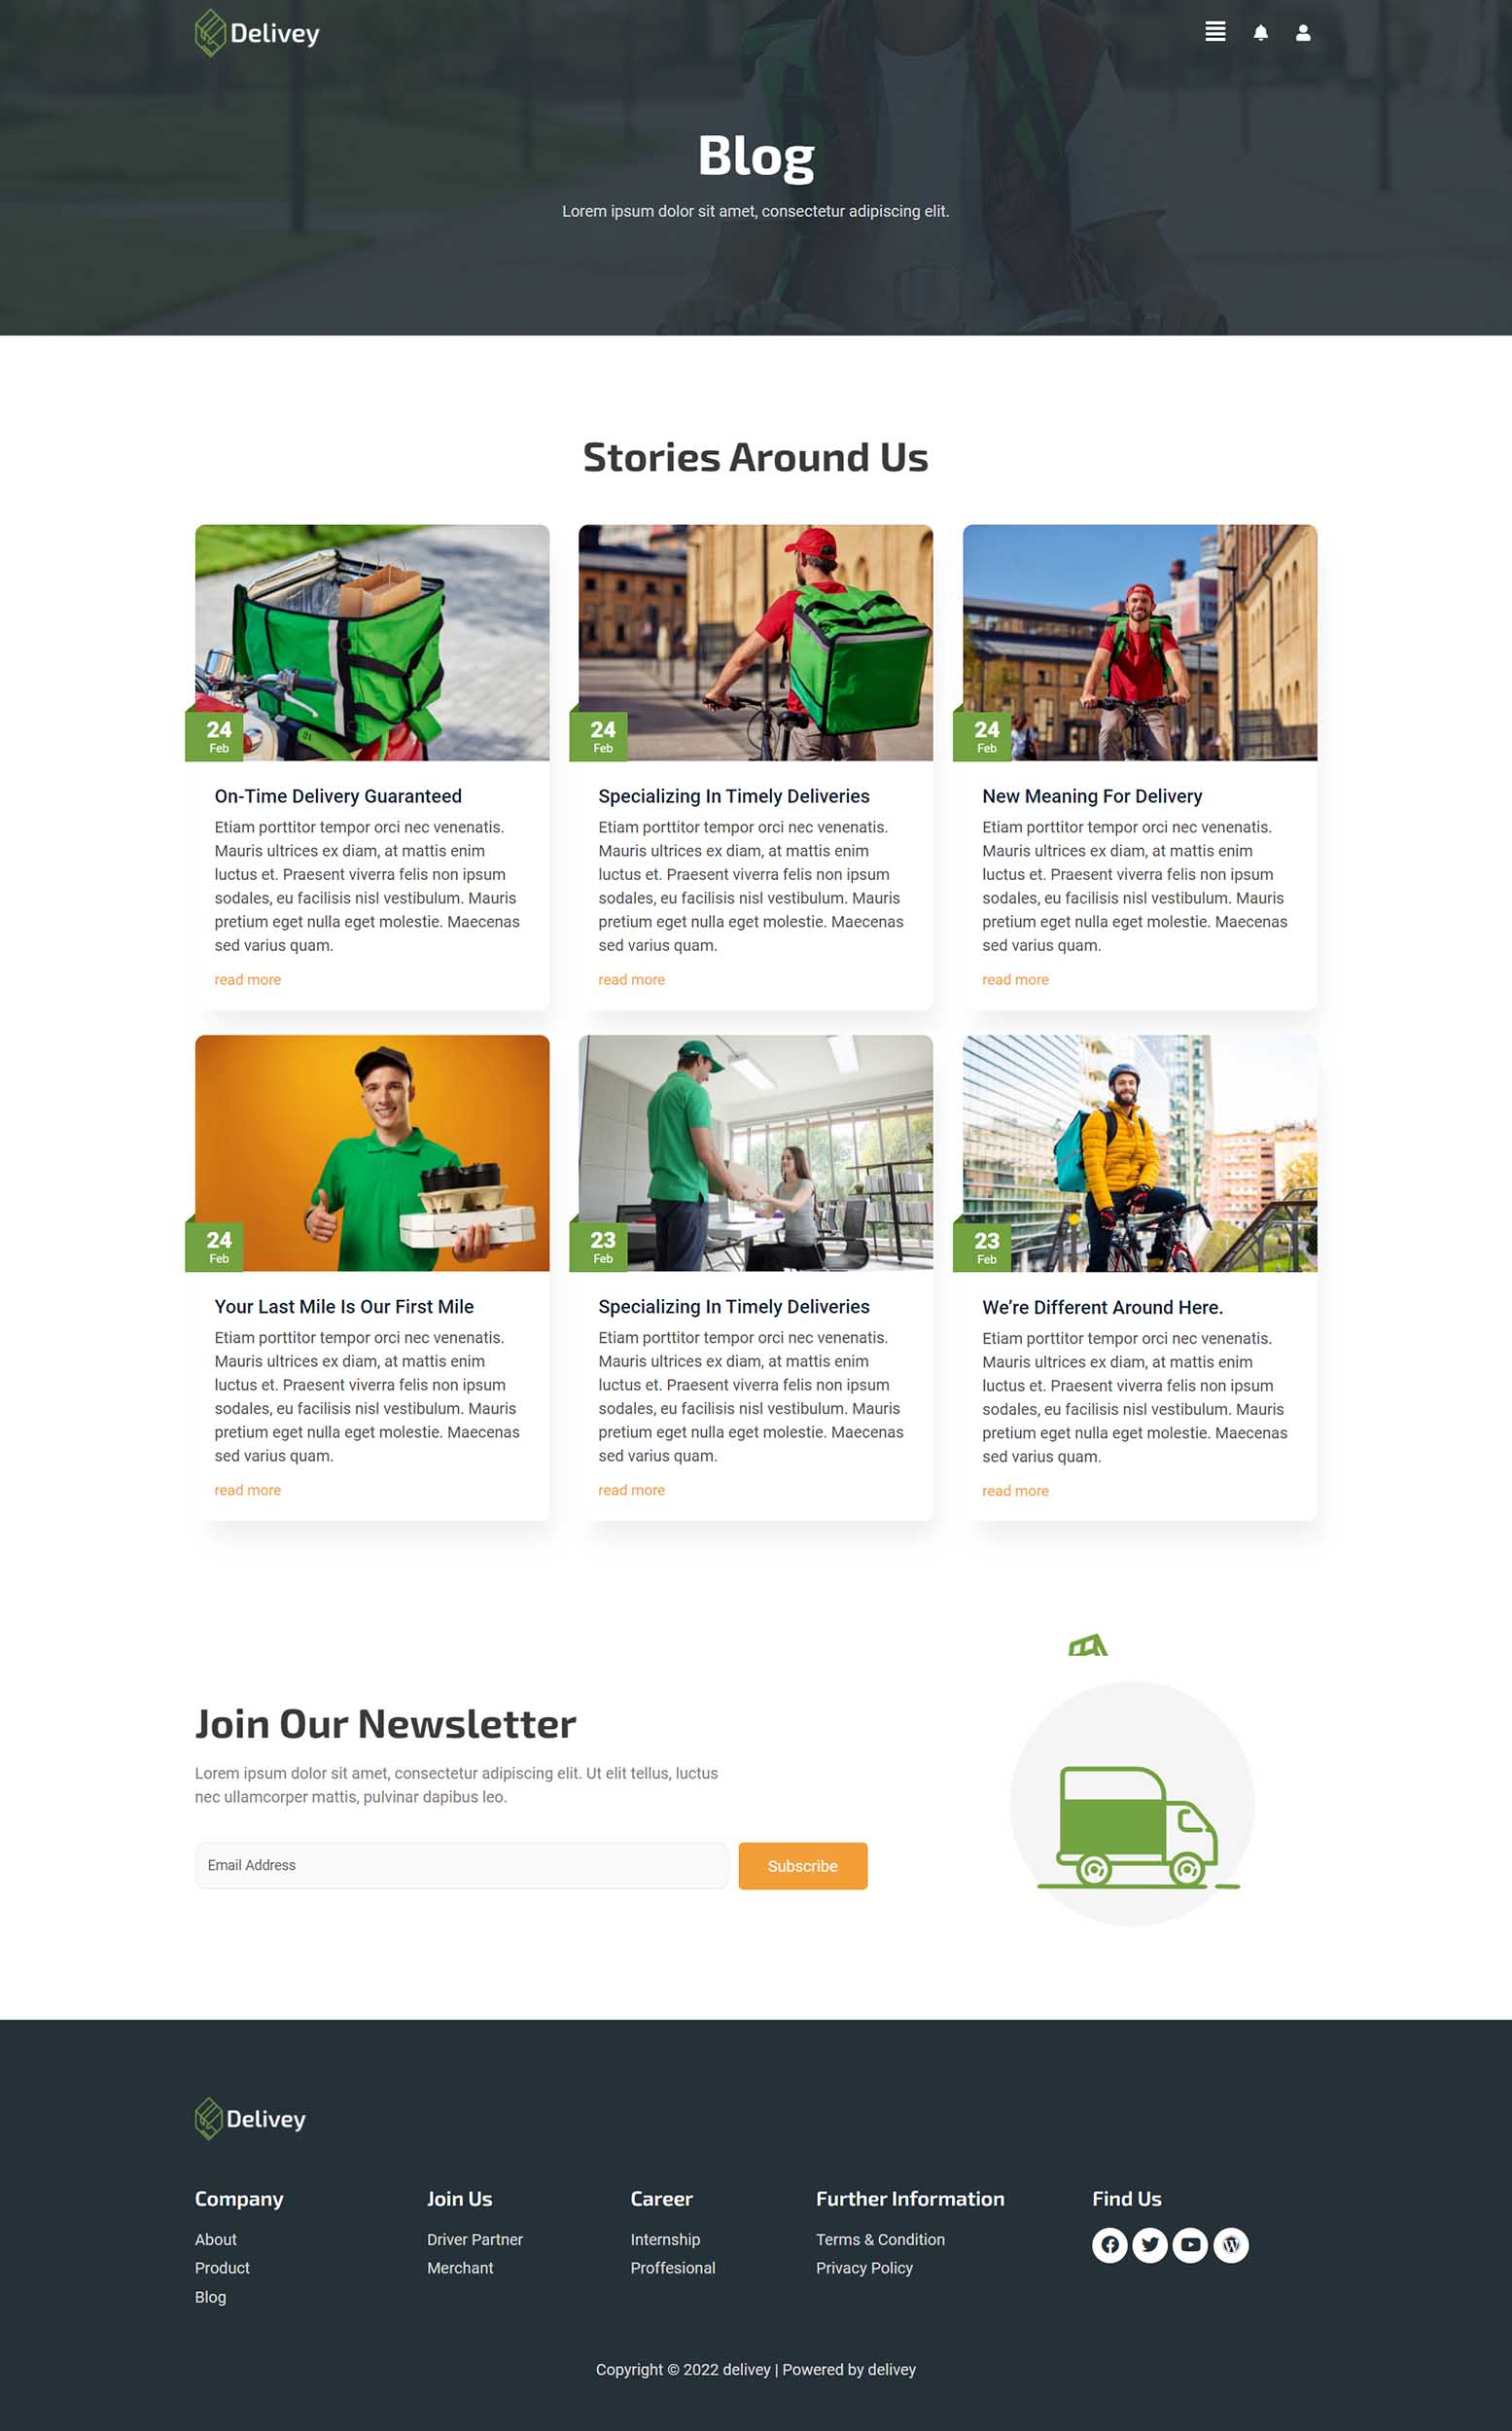 Delivey
Blog
Lorem ipsum dolor sit amet, consectetur adipiscing elit.
Stories Around Us
24
Feb
On-Time Delivery Guaranteed
Etiam porttitor tempor orci nec venenatis.
Mauris ultrices ex diam, at mattis enim
luctus et. Praesent viverra felis non ipsum
sodales, eu facilisis nisl vestibulum. Mauris
pretium eget nulla eget molestie. Maecenas
sed varius quam.
read more
24
Feb
Specializing In Timely Deliveries
Etiam porttitor tempor orci nec venenatis.
Mauris ultrices ex diam, at mattis enim
luctus et. Praesent viverra felis non ipsum
sodales, eu facilisis nisl vestibulum. Mauris
pretium eget nulla eget molestie. Maecenas
sed varius quam.
read more
24
Feb
New Meaning For Delivery
Etiam porttitor tempor orci nec venenatis.
Mauris ultrices ex diam, at mattis enim
luctus et. Praesent viverra felis non ipsum
sodales, eu facilisis nisl vestibulum. Mauris
pretium eget nulla eget molestie. Maecenas
sed varius quam.
read more
24
Feb
Your Last Mile Is Our First Mile
Etiam porttitor tempor orci nec venenatis.
Mauris ultrices ex diam, at mattis enim
luctus et. Praesent viverra felis non ipsum
sodales, eu facilisis nisl vestibulum. Mauris
pretium eget nulla eget molestie. Maecenas
sed varius quam.
read more
23
Feb
Specializing In Timely Deliveries
Etiam porttitor tempor orci nec venenatis.
Mauris ultrices ex diam, at mattis enim
luctus et. Praesent viverra felis non ipsum
sodales, eu facilisis nisl vestibulum. Mauris
pretium eget nulla eget molestie. Maecenas
sed varius quam.
read more
23
Feb
We’re Different Around Here.
Etiam porttitor tempor orci nec venenatis.
Mauris ultrices ex diam, at mattis enim
luctus et. Praesent viverra felis non ipsum
sodales, eu facilisis nisl vestibulum. Mauris
pretium eget nulla eget molestie. Maecenas
sed varius quam.
read more
Join Our Newsletter
Lorem ipsum dolor sit amet, consectetur adipiscing elit. Ut elit tellus, luctus
nec ullamcorper mattis, pulvinar dapibus leo.
Email Address
Subscribe
Delivey
Company
About
Product
Blog
Join Us
Driver Partner
Merchant
Career
Internship
Proffesional
Further Information
Terms & Condition
Privacy Policy
Find Us
Copyright © 2022 delivey | Powered by delivey